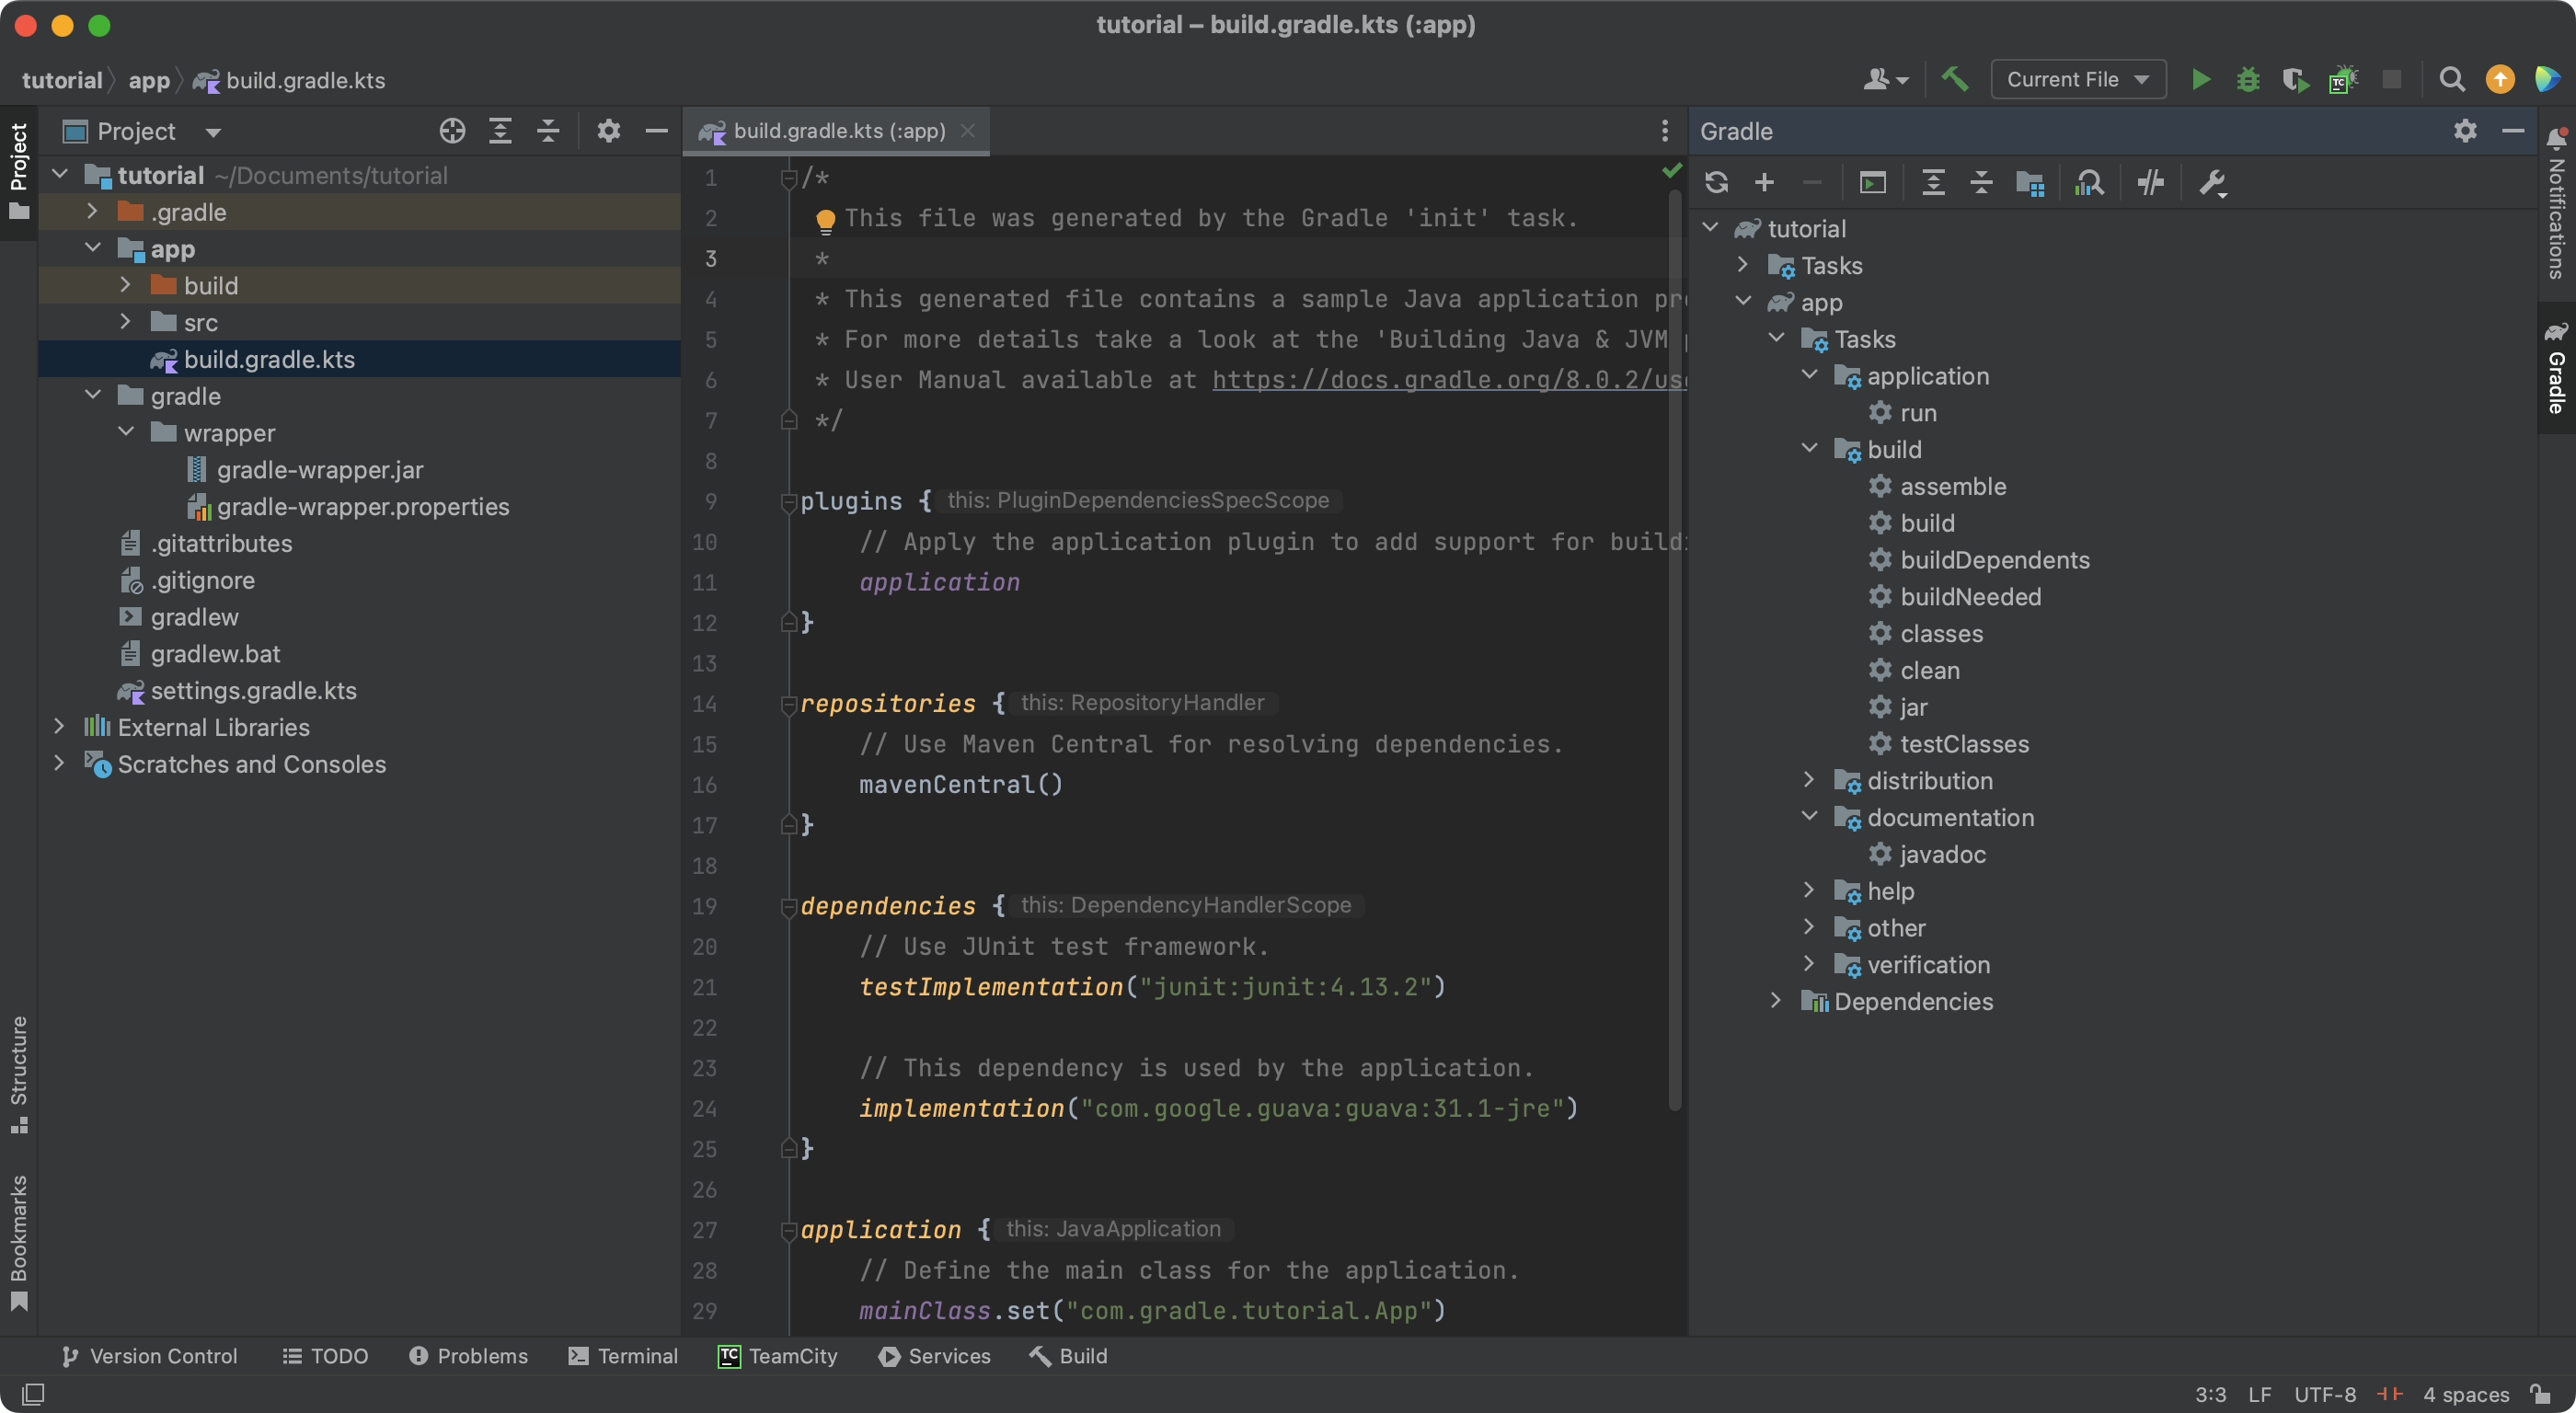 tutorial – build.gradle.kts (:app)
tutorial app build.gradle.kts
Current File
TC
Project
Project
tutorial ~/Documents/tutorial
.gradle
app
build
src
build.gradle.kts
gradle
wrapper
gradle-wrapper.jar
gradle-wrapper.properties
.gitattributes
.gitignore
gradlew
gradlew.bat
settings.gradle.kts
External Libraries
Scratches and Consoles
Structure
Bookmarks
build.gradle.kts (:app)
1 /*
2 This file was generated by the Gradle 'init' task.
3 *
4 * This generated file contains a sample Java application
5 * For more details take a look at the 'Building Java & JVM
6 * User Manual available at https://docs.gradle.org/8.0.2/us
7 */
8
9 plugins { this: PluginDependenciesSpecScope
10 // Apply the application plugin to add support for build
11 application
12 }
13
14 repositories { this: RepositoryHandler
15 // Use Maven Central for resolving dependencies.
16 mavenCentral()
17 }
18
19 dependencies { this: DependencyHandlerScope
20 // Use JUnit test framework.
21 testImplementation("junit:junit:4.13.2")
22
23 // This dependency is used by the application.
24 implementation("com.google.guava:guava:31.1-jre")
25 }
26
27 application { this: JavaApplication
28 // Define the main class for the application.
29 mainClass.set("com.gradle.tutorial.App")
Gradle
tutorial
Tasks
app
Tasks
application
run
build
assemble
build
buildDependents
buildNeeded
classes
clean
jar
testClasses
distribution
documentation
javadoc
help
other
verification
Dependencies
Notifications
Gradle
Version Control TODO Problems Terminal TC TeamCity Services Build
3:3 LF UTF-8 4 spaces